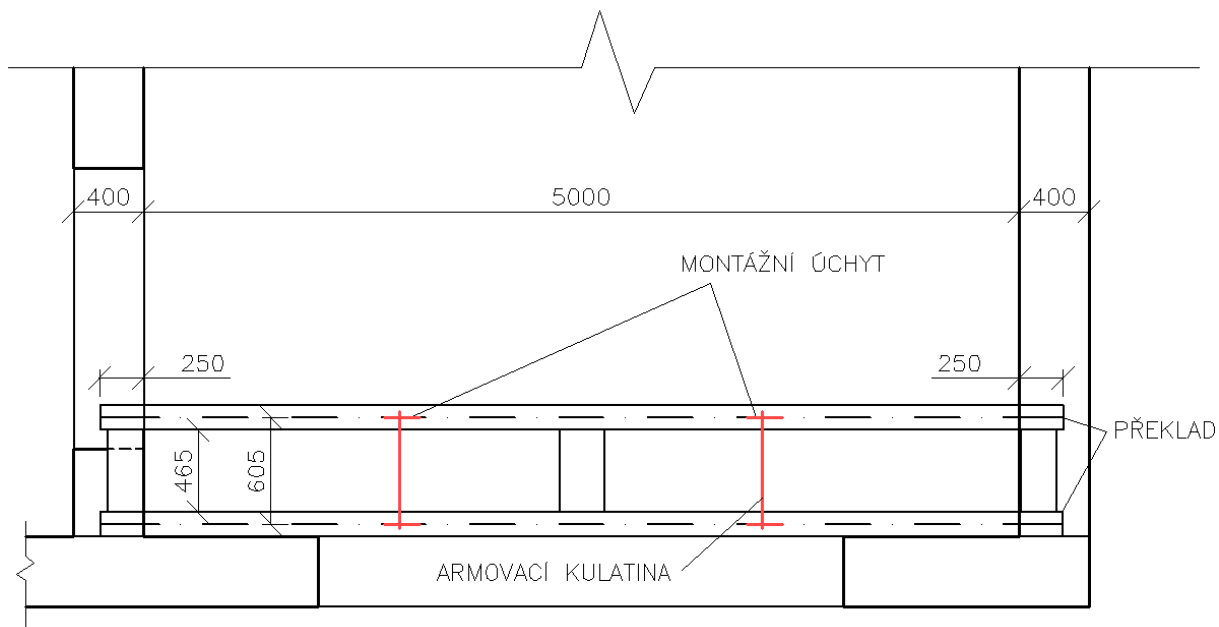 400 5000 400
MONTÁŽNÍ ÚCHYT
250 250
PŘEKLAD
465 605
ARMOVACÍ KULATINA